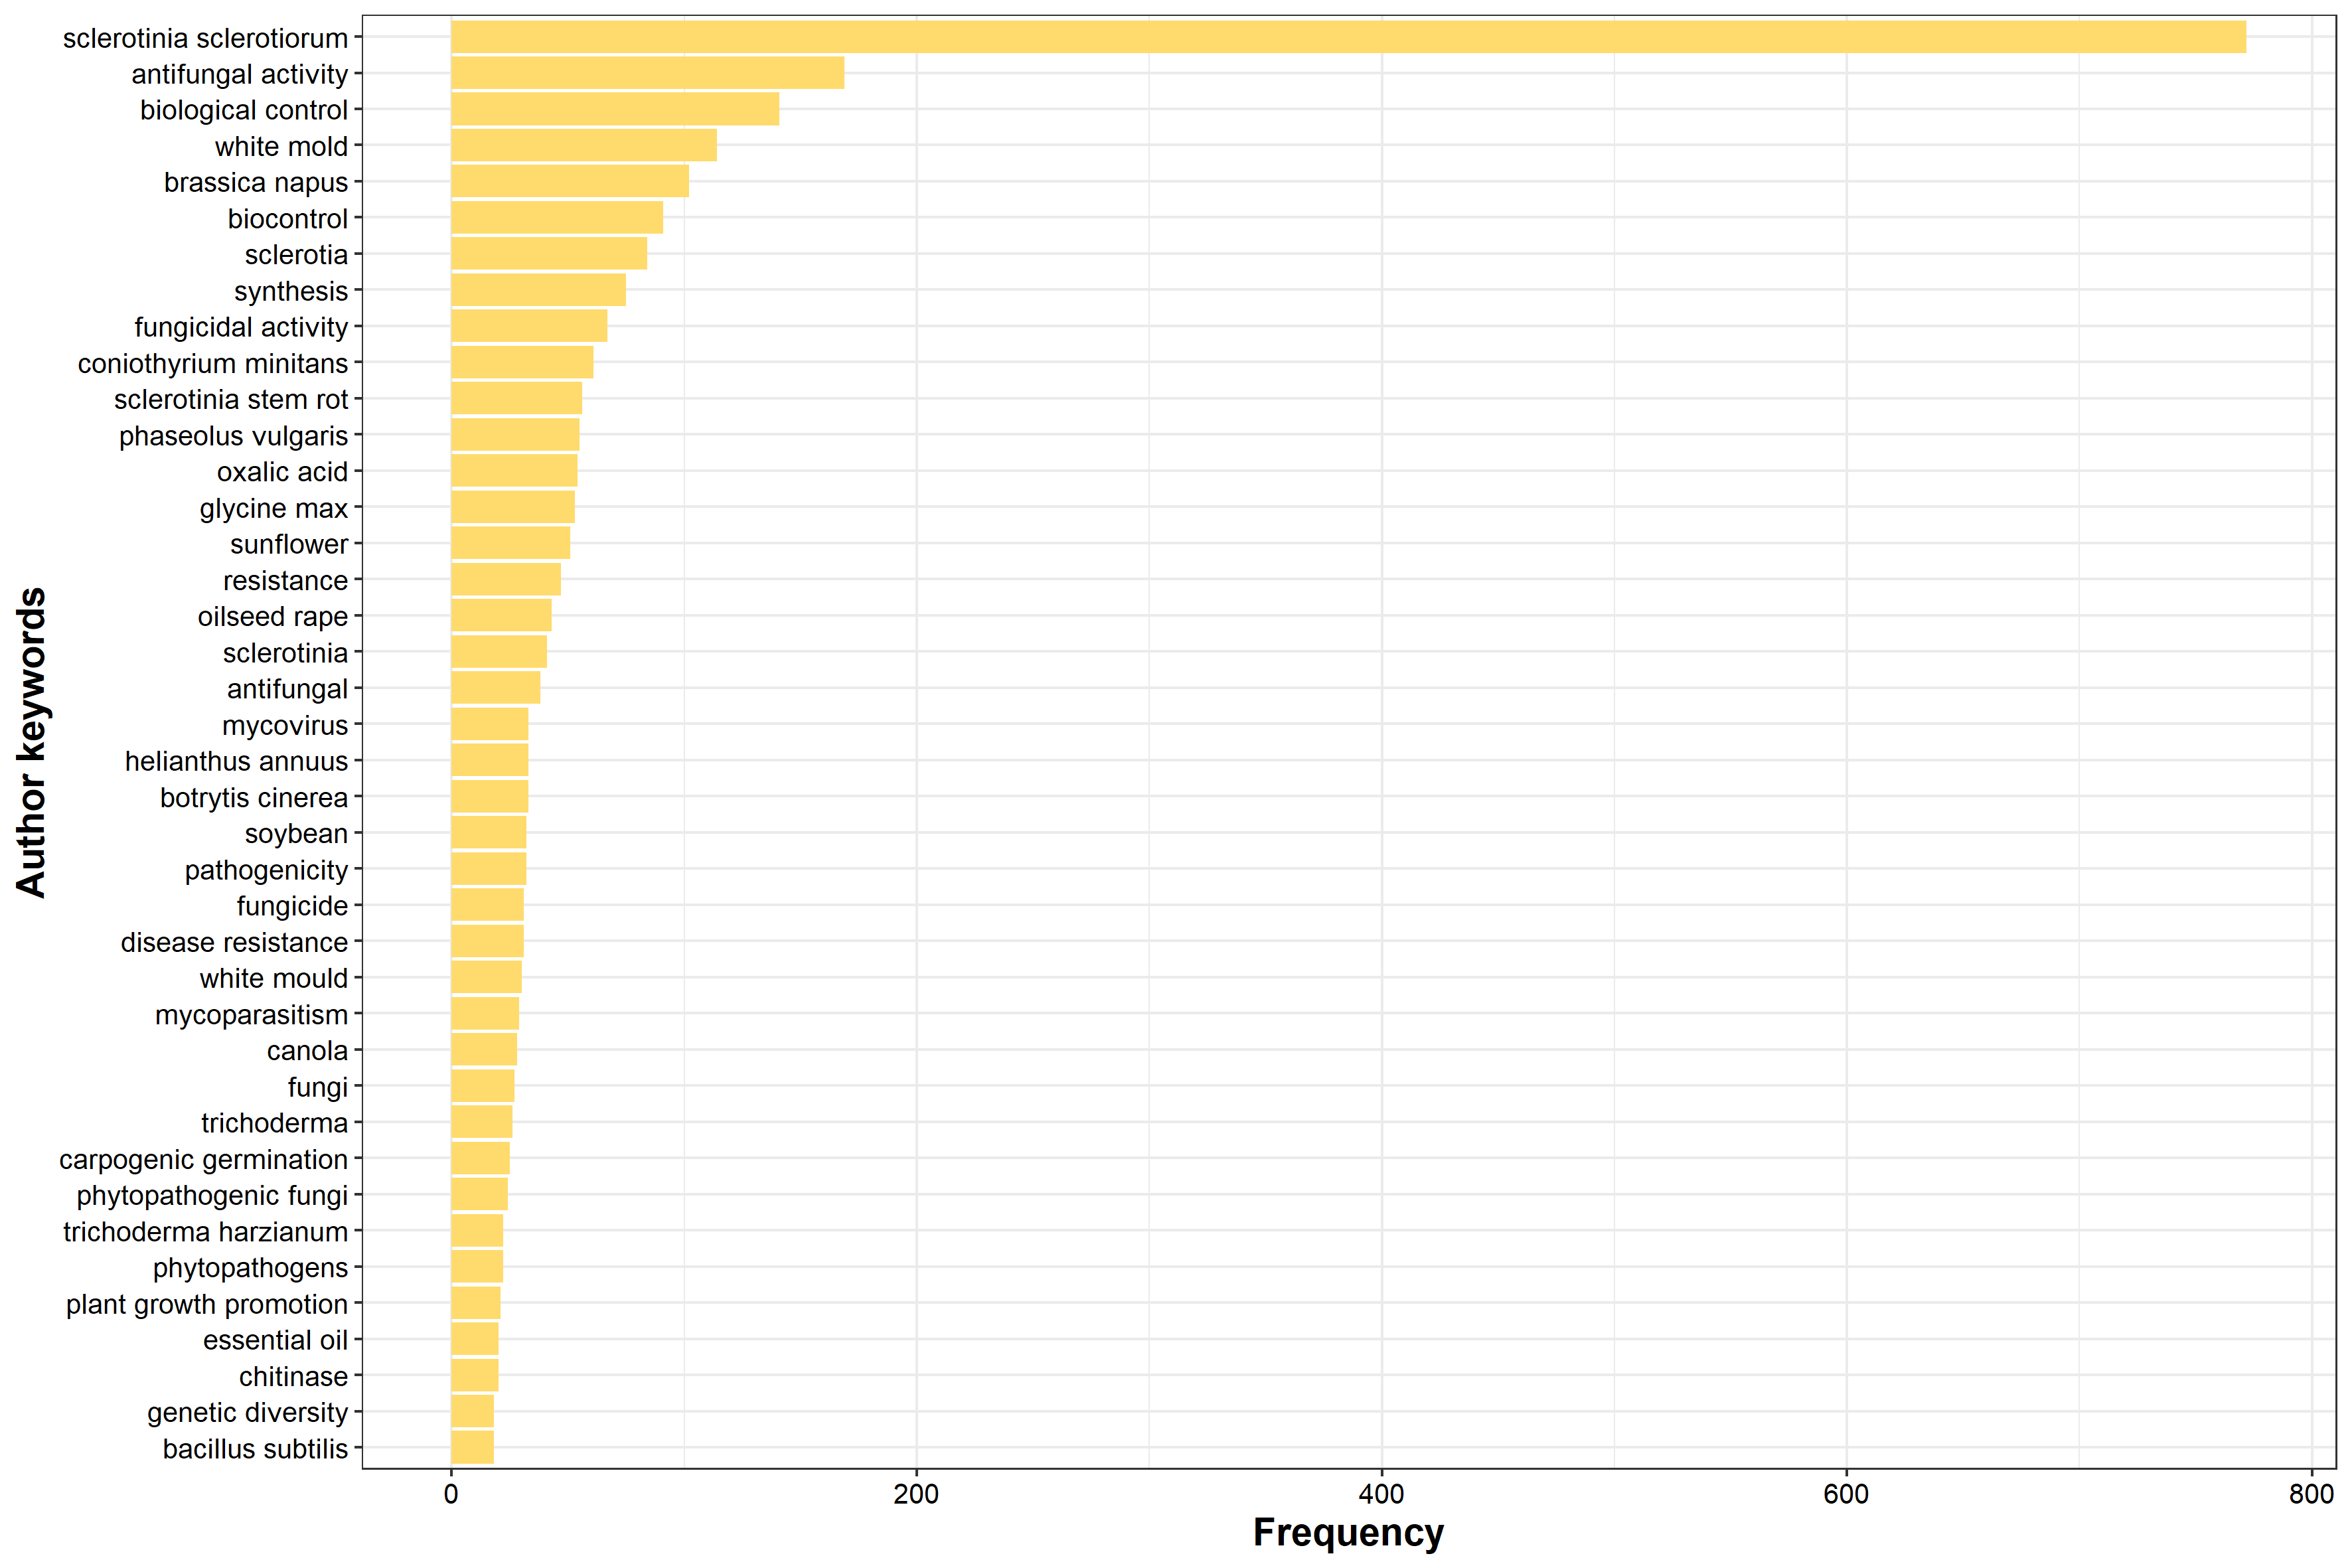 sclerotinia sclerotiorum
antifungal activity
biological control
white mold
brassica napus
biocontrol
sclerotia
synthesis
fungicidal activity
coniothyrium minitans
sclerotinia stem rot
phaseolus vulgaris
oxalic acid
glycine max
sunflower
resistance
oilseed rape
sclerotinia
antifungal
mycovirus
helianthus annuus
botrytis cinerea
soybean
pathogenicity
fungicide
disease resistance
white mould
mycoparasitism
canola
fungi
trichoderma
carpogenic germination
phytopathogenic fungi
trichoderma harzianum
phytopathogens
plant growth promotion
essential oil
chitinase
genetic diversity
bacillus subtilis
Author keywords
0 200 400 600 800
Frequency